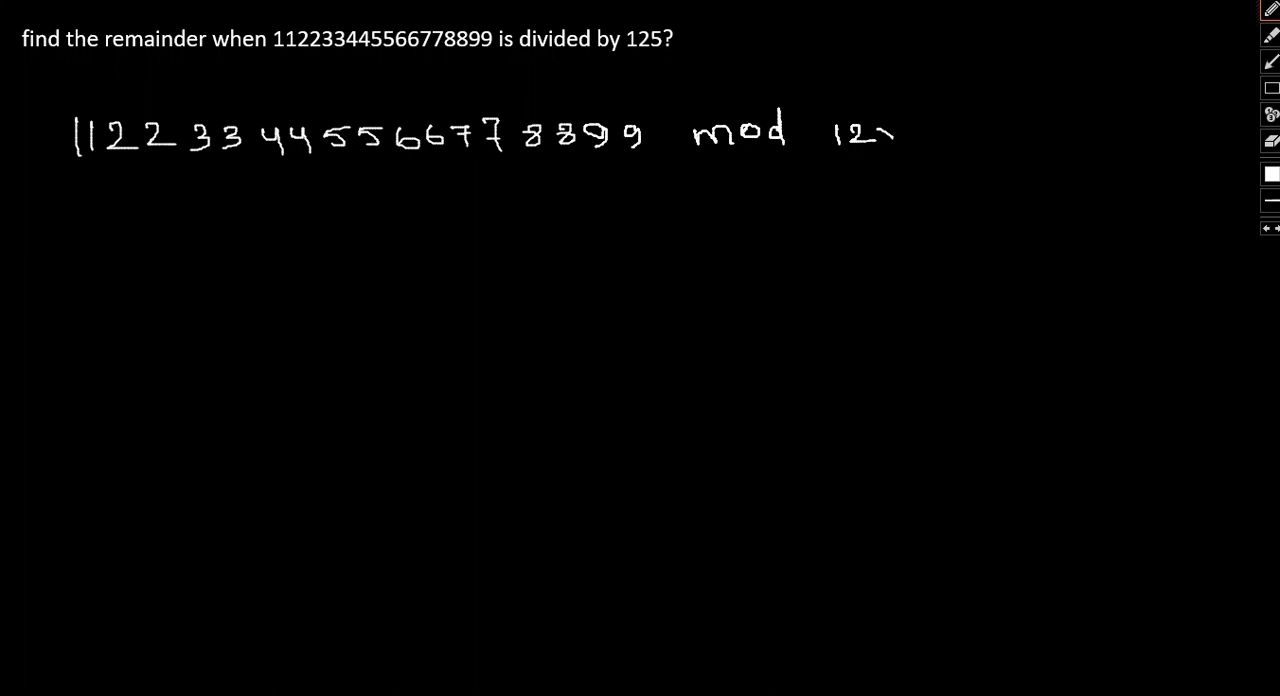 find the remainder when 112233445566778899 is divided by 125?
112233445566778899 mod 12